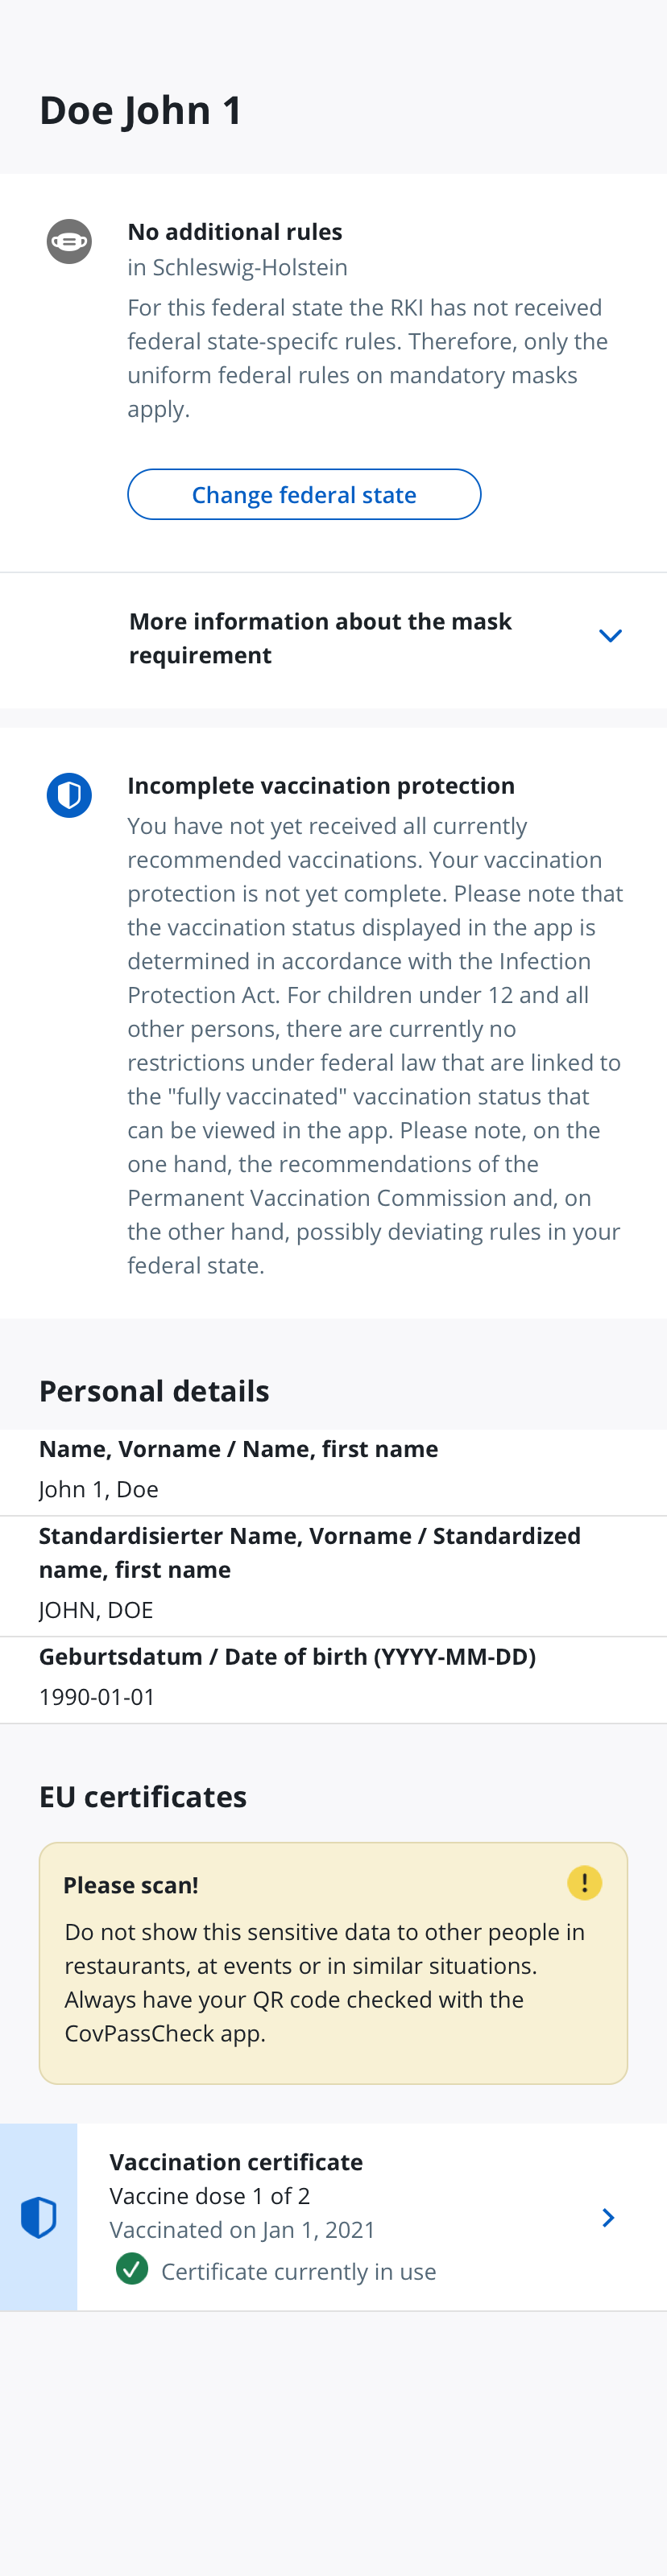 Doe John 1
No additional rules
in Schleswig-Holstein
For this federal state the RKI has not received
federal state-specifc rules. Therefore, only the
uniform federal rules on mandatory masks
apply.
Change federal state
More information about the mask
requirement
Incomplete vaccination protection
You have not yet received all currently
recommended vaccinations. Your vaccination
protection is not yet complete. Please note that
the vaccination status displayed in the app is
determined in accordance with the Infection
Protection Act. For children under 12 and all
other persons, there are currently no
restrictions under federal law that are linked to
the "fully vaccinated" vaccination status that
can be viewed in the app. Please note, on the
one hand, the recommendations of the
Permanent Vaccination Commission and, on
the other hand, possibly deviating rules in your
federal state.
Personal details
Name, Vorname / Name, first name
John 1, Doe
Standardisierter Name, Vorname / Standardized
name, first name
JOHN, DOE
Geburtsdatum / Date of birth (YYYY-MM-DD)
1990-01-01
EU certificates
Please scan!
Do not show this sensitive data to other people in
restaurants, at events or in similar situations.
Always have your QR code checked with the
CovPassCheck app.
Vaccination certificate
Vaccine dose 1 of 2
Vaccinated on Jan 1, 2021
Certificate currently in use